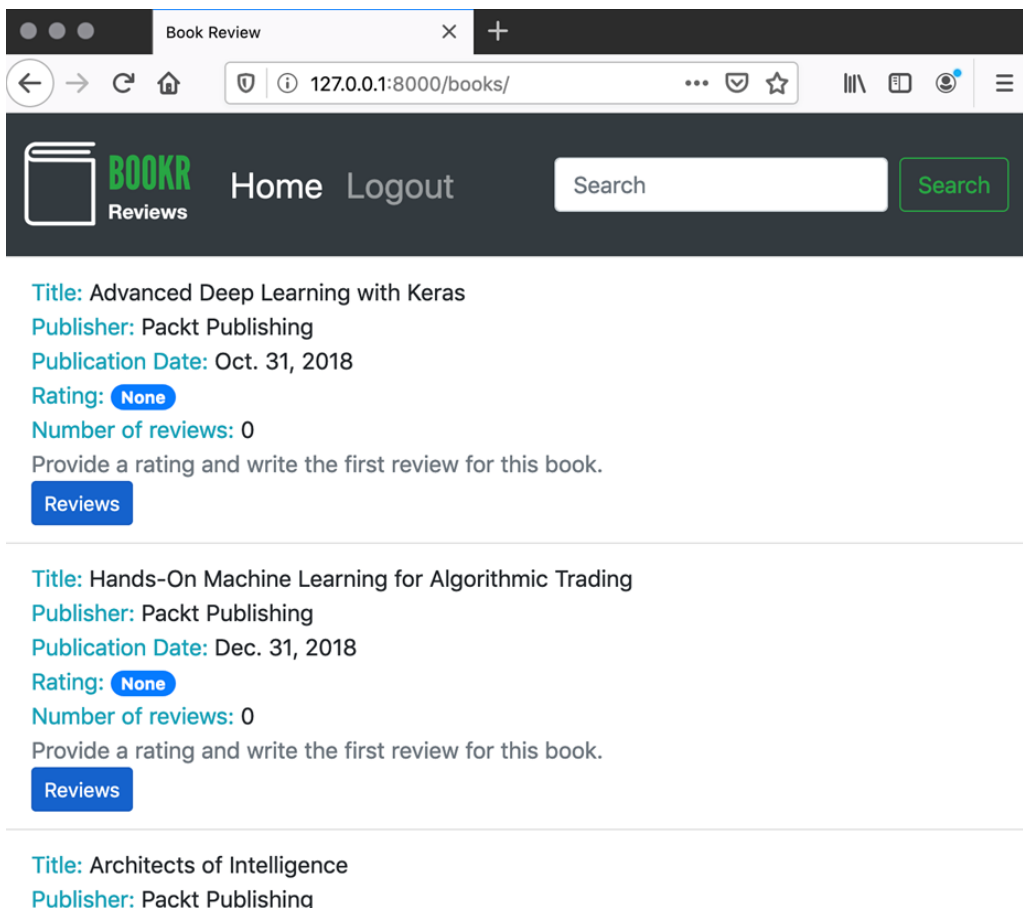 Book Review
127.0.0.1:8000/books/
BOOKR
Reviews
Home Logout Search Search
Title: Advanced Deep Learning with Keras
Publisher: Packt Publishing
Publication Date: Oct. 31, 2018
Rating: None
Number of reviews: 0
Provide a rating and write the first review for this book.
Reviews
Title: Hands-On Machine Learning for Algorithmic Trading
Publisher: Packt Publishing
Publication Date: Dec. 31, 2018
Rating: None
Number of reviews: 0
Provide a rating and write the first review for this book.
Reviews
Title: Architects of Intelligence
Publisher: Packt Publishing